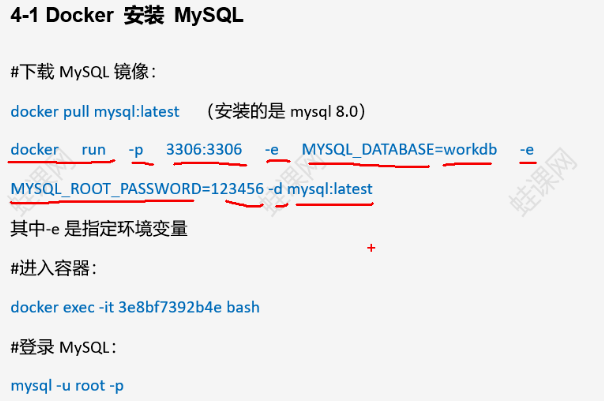 4-1 Docker 安装 MySQL
#下载 MySQL 镜像：
docker pull mysql:latest （安装的是 mysql 8.0）
docker run -p 3306:3306 -e MYSQL_DATABASE=workdb -e
MYSQL_ROOT_PASSWORD=123456 -d mysql:latest
其中-e 是指定环境变量
#进入容器：
docker exec -it 3e8bf7392b4e bash
#登录 MySQL：
mysql -u root -p
蛙课网
蛙课网
蛙课网